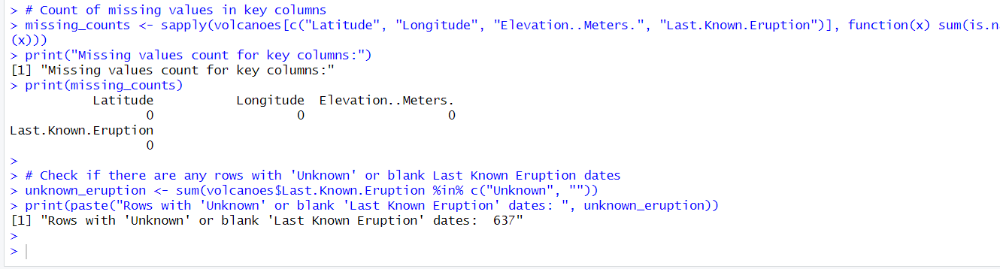 > # Count of missing values in key columns
> missing_counts <- sapply(volcanoes[c("Latitude", "Longitude", "Elevation..Meters.", "Last.Known.Eruption")], function(x) sum(is.n
(x)))
> print("Missing values count for key columns:")
[1] "Missing values count for key columns:"
> print(missing_counts)
           Latitude           Longitude  Elevation..Meters.
                  0                   0                   0
Last.Known.Eruption
                  0
>
> # Check if there are any rows with 'Unknown' or blank Last Known Eruption dates
> unknown_eruption <- sum(volcanoes$Last.Known.Eruption %in% c("Unknown", ""))
> print(paste("Rows with 'Unknown' or blank 'Last Known Eruption' dates: ", unknown_eruption))
[1] "Rows with 'Unknown' or blank 'Last Known Eruption' dates:  637"
>
>